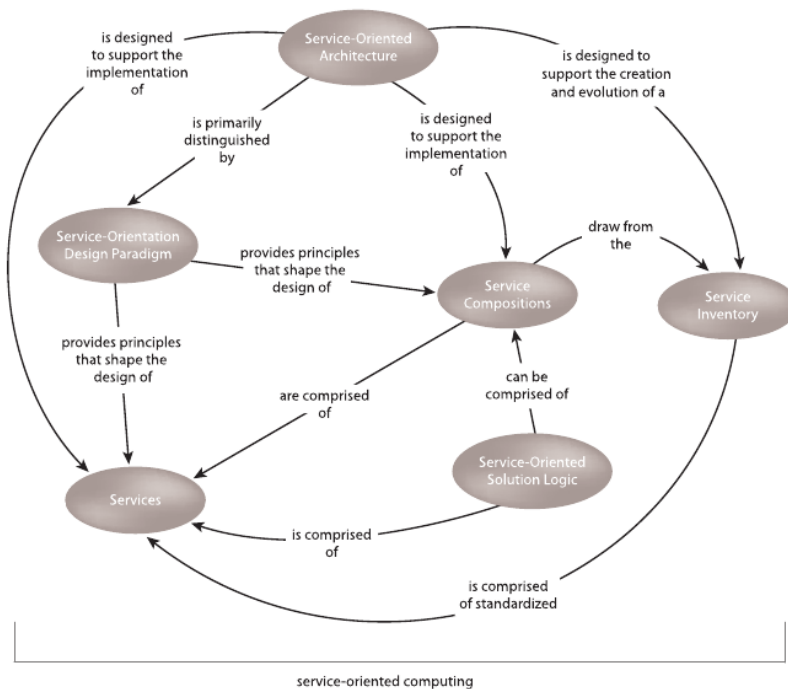 Service-Oriented
Architecture
is designed
to support the
implementation
of
is designed to
support the creation
and evolution of a
is primarily
distinguished
by
is designed
to support the
implementation
of
Service-Orientation
Design Paradigm
provides principles
that shape the
design of
draw from
the
Service
Compositions
Service
Inventory
provides principles
that shape the
design of
are comprised
of
can be
comprised of
Service-Oriented
Solution Logic
Services
is comprised
of
is comprised
of standardized
service-oriented computing